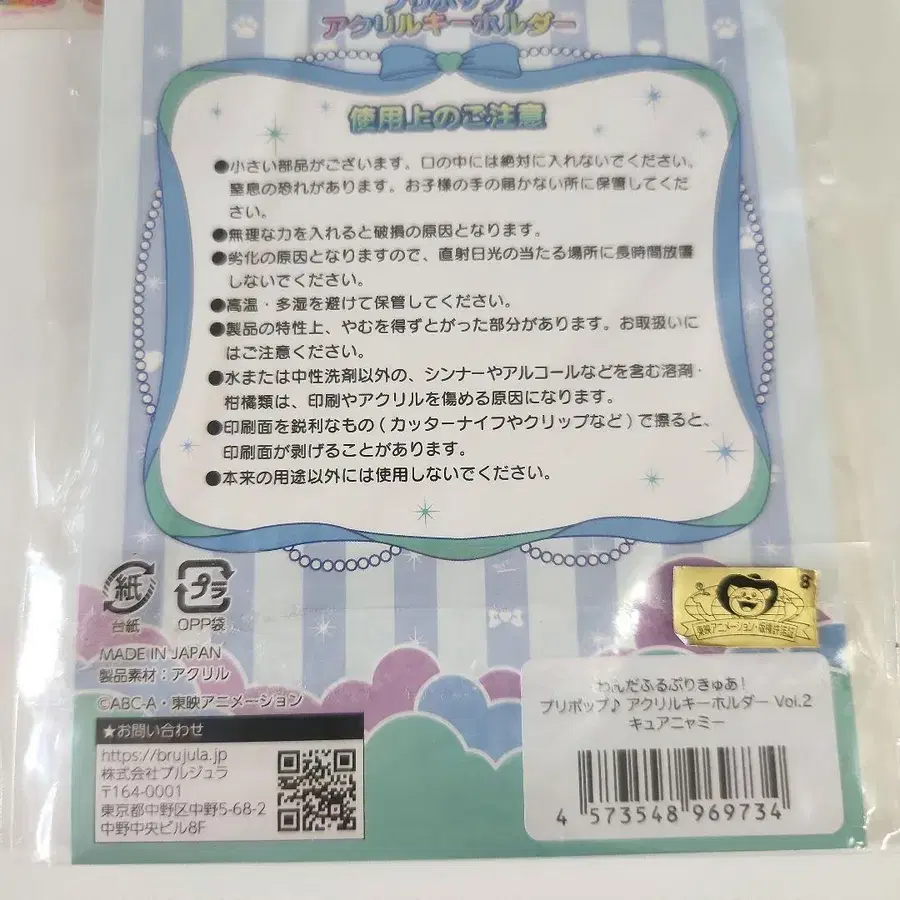 プリポップ♪
アクリルキーホルダー
使用上のご注意
●小さい部品がございます。口の中には絶対に入れないでください。
窒息の恐れがあります。お子様の手の届かない所に保管してくだ
さい。
●無理な力を入れると破損の原因となります。
●劣化の原因となりますので、直射日光の当たる場所に長時間放置
しないでください。
●高温・多湿を避けて保管してください。
●製品の特性上、やむを得ずとがった部分があります。お取扱いに
はご注意ください。
●水または中性洗剤以外の、シンナーやアルコールなどを含む溶剤・
柑橘類は、印刷やアクリルを傷める原因になります。
●印刷面を鋭利なもの(カッターナイフやクリップなど)で擦ると、
印刷面が剥げることがあります。
●本来の用途以外には使用しないでください。
紙
台紙
プラ
OPP袋
MADE IN JAPAN
製品素材:アクリル
©ABC-A・東映アニメーション
★お問い合わせ
https://brujula.jp
株式会社ブルジュラ
〒164-0001
東京都中野区中野5-68-2
中野中央ビル8F
8
東映アニメーション・版権許諾証
わんだふるぷりきゅあ!
プリポップ♪ アクリルキーホルダー Vol.2
キュアニャミー
4 573548 969734